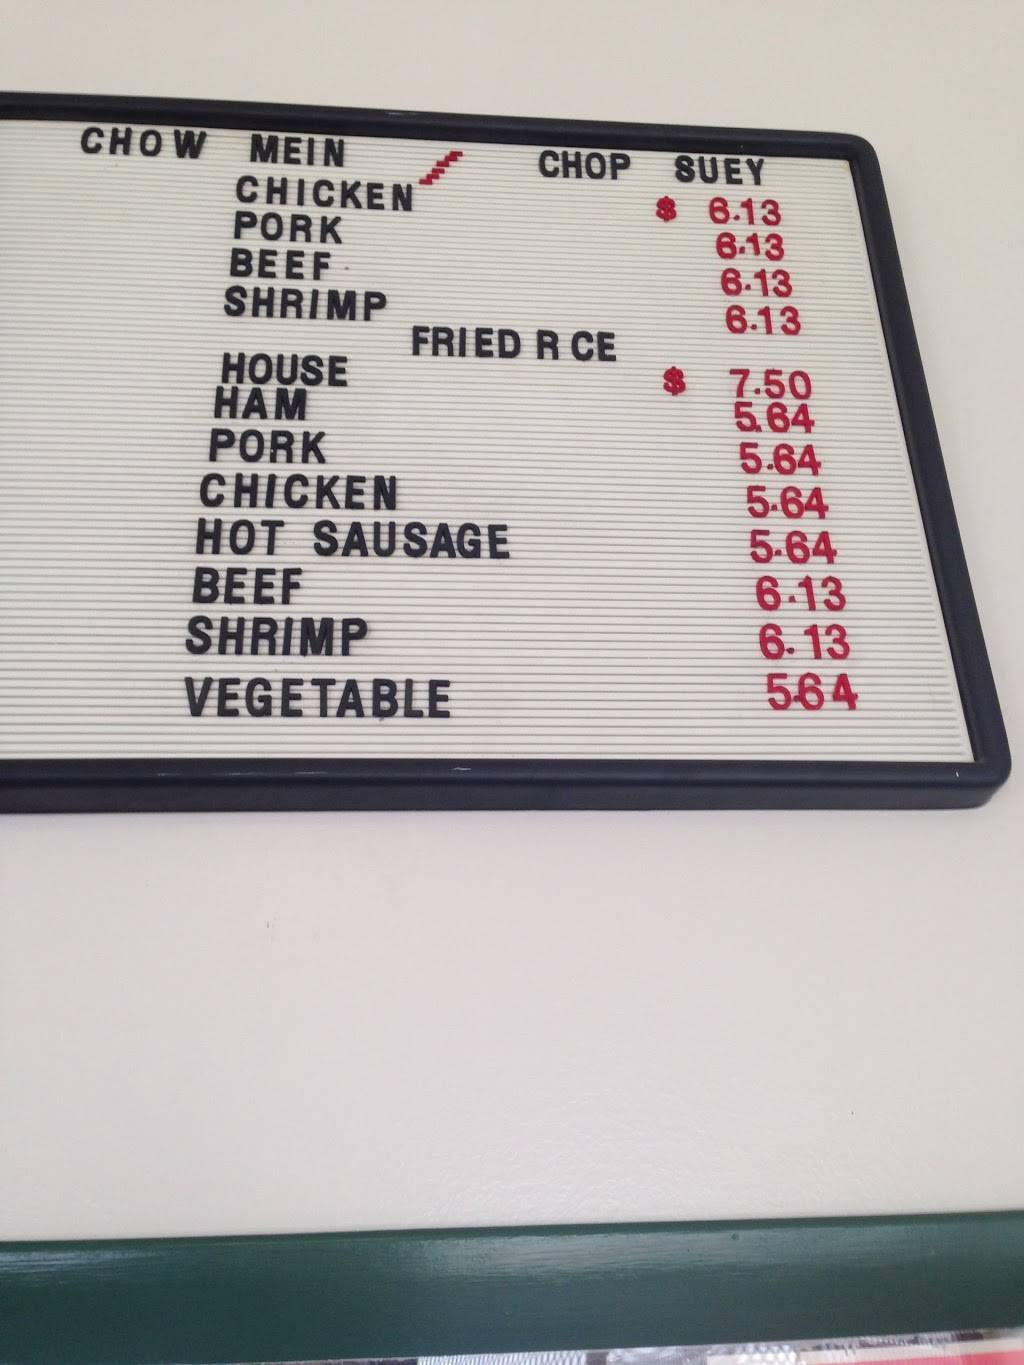 CHOW MEIN / CHOP SUEY
CHICKEN $ 6.13
PORK 6.13
BEEF 6.13
SHRIMP 6.13
FRIED R CE
HOUSE $ 7.50
HAM 5.64
PORK 5.64
CHICKEN 5.64
HOT SAUSAGE 5.64
BEEF 6.13
SHRIMP 6.13
VEGETABLE 5.64